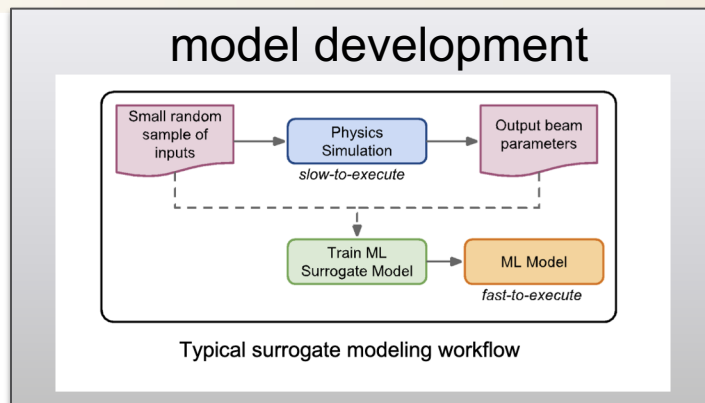 model development
Small random
sample of
inputs
Physics
Simulation
slow-to-execute
Output beam
parameters
Train ML
Surrogate Model
ML Model
fast-to-execute
Typical surrogate modeling workflow